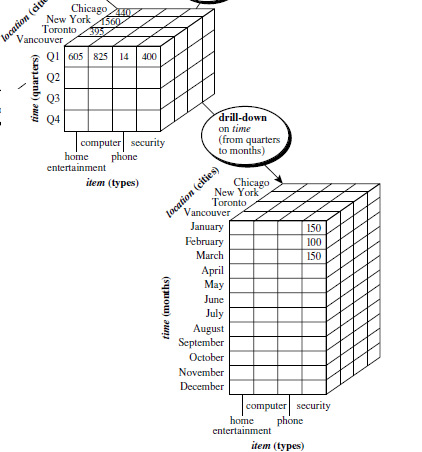 location (cities)
Chicago
440
New York
1560
Toronto
395
Vancouver
Q1 605 825 14 400
Q2
Q3
Q4
time (quarters)
computer security
home phone
entertainment
item (types)
drill-down
on time
(from quarters
to months)
location (cities)
Chicago
New York
Toronto
Vancouver
January 150
February 100
March 150
April
May
June
July
August
September
October
November
December
time (months)
computer security
home phone
entertainment
item (types)